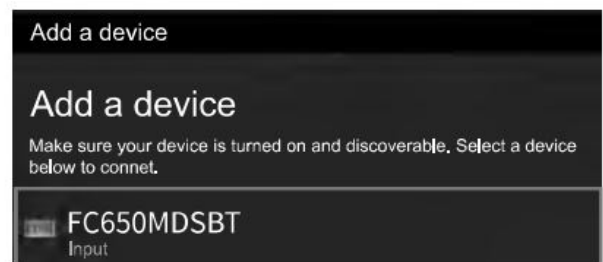 Add a device
Add a device
Make sure your device is turned on and discoverable. Select a device
below to connet.
FC650MDSBT
Input